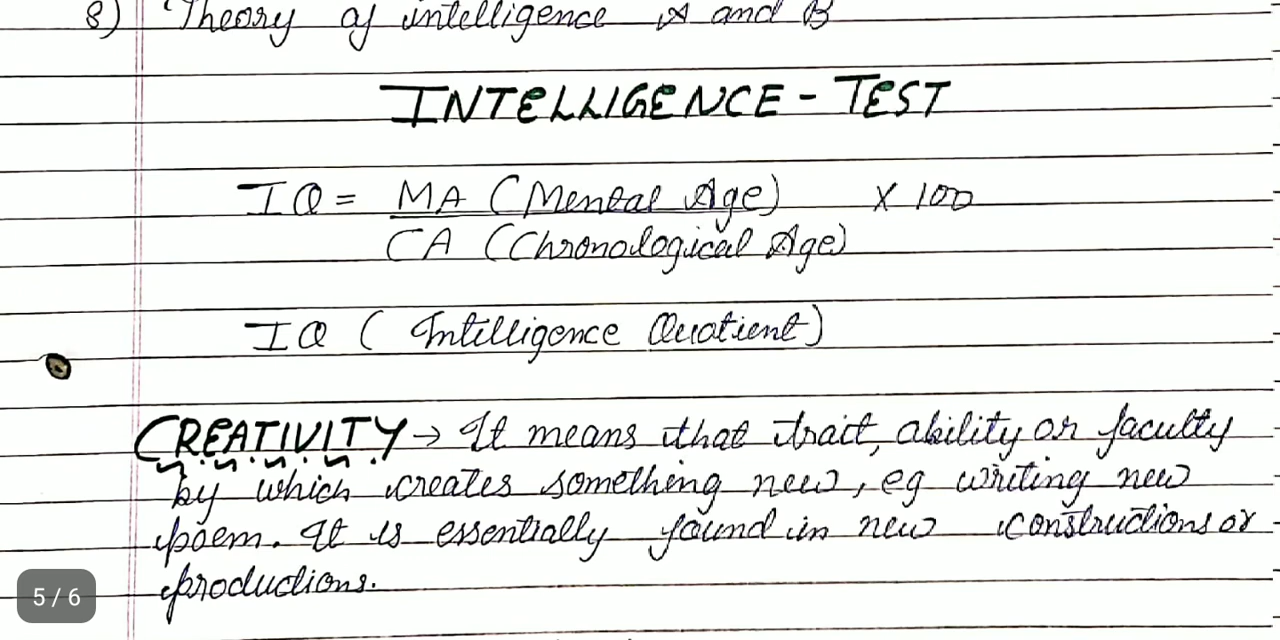 8) Theory of intelligence A and B
INTELLIGENCE - TEST
IQ = MA (Mental Age) X 100
CA (Chronological Age)
IQ ( Intelligence Quotient )
CREATIVITY → It means that trait, ability or faculty
by which creates something new, eg writing new
poem. It is essentially found in new constructions or
productions.
5 / 6